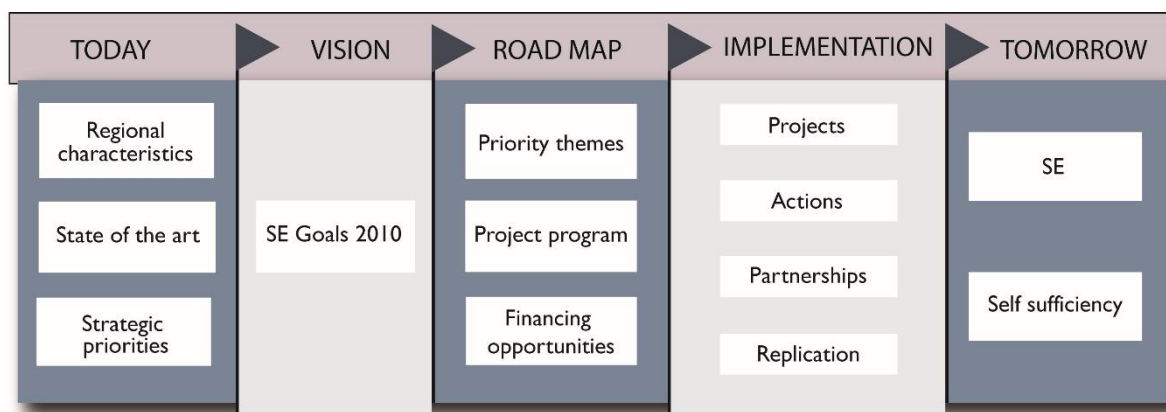 TODAY
VISION
ROAD MAP
IMPLEMENTATION
TOMORROW
Regional
characteristics
State of the art
Strategic
priorities
SE Goals 2010
Priority themes
Project program
Financing
opportunities
Projects
Actions
Partnerships
Replication
SE
Self sufficiency